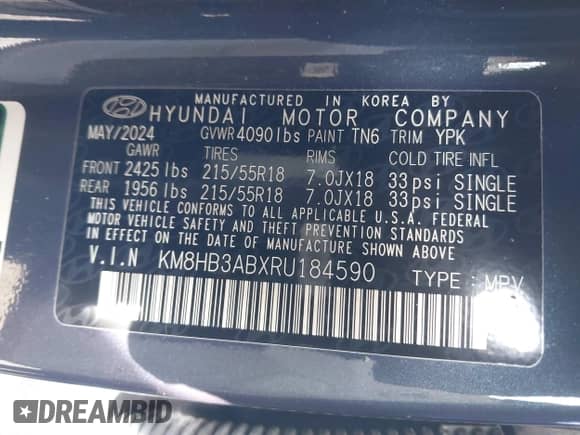 MANUFACTURED IN KOREA BY
HYUNDAI MOTOR COMPANY
MAY/2024 GVWR 4090lbs PAINT TN6 TRIM YPK
GAWR TIRES RIMS COLD TIRE INFL
FRONT 2425 lbs 215/55R18 7.0JX18 33psi SINGLE
REAR 1956 lbs 215/55R18 7.0JX18 33psi SINGLE
THIS VEHICLE CONFORMS TO ALL APPLICABLE U.S.A. FEDERAL
MOTOR VEHICLE SAFETY AND THEFT PREVENTION STANDARDS
IN EFFECT ON THE DATE OF MANUFACTURE SHOWN ABOVE.
V.I.N KM8HB3ABXRU184590 TYPE: MPV
DREAMBID